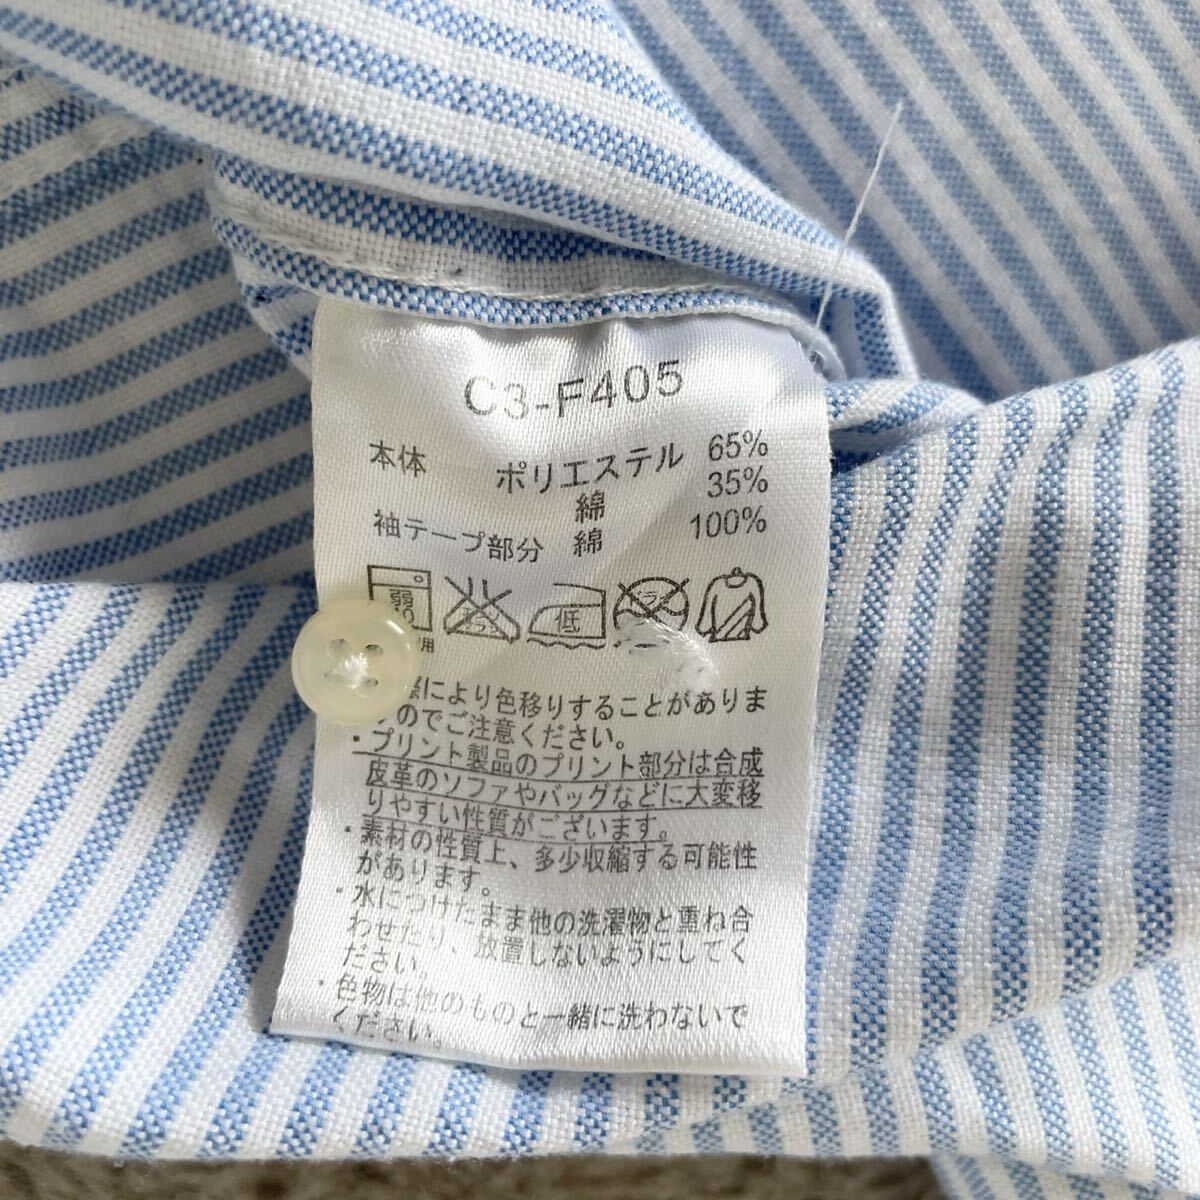 C3-F405
本体 ポリエステル 65%
綿 35%
袖テープ部分 綿 100%
弱
低
により色移りすることがありま
のでご注意ください。
・プリント製品のプリント部分は合成
皮革のソファやバッグなどに大変移
りやすい性質がございます。
・素材の性質上、多少収縮する可能性
があります。
・水につけたまま他の洗濯物と重ね合
わせたり、放置しないようにしてく
ださい。
・色物は他のものと一緒に洗わないで
ください。